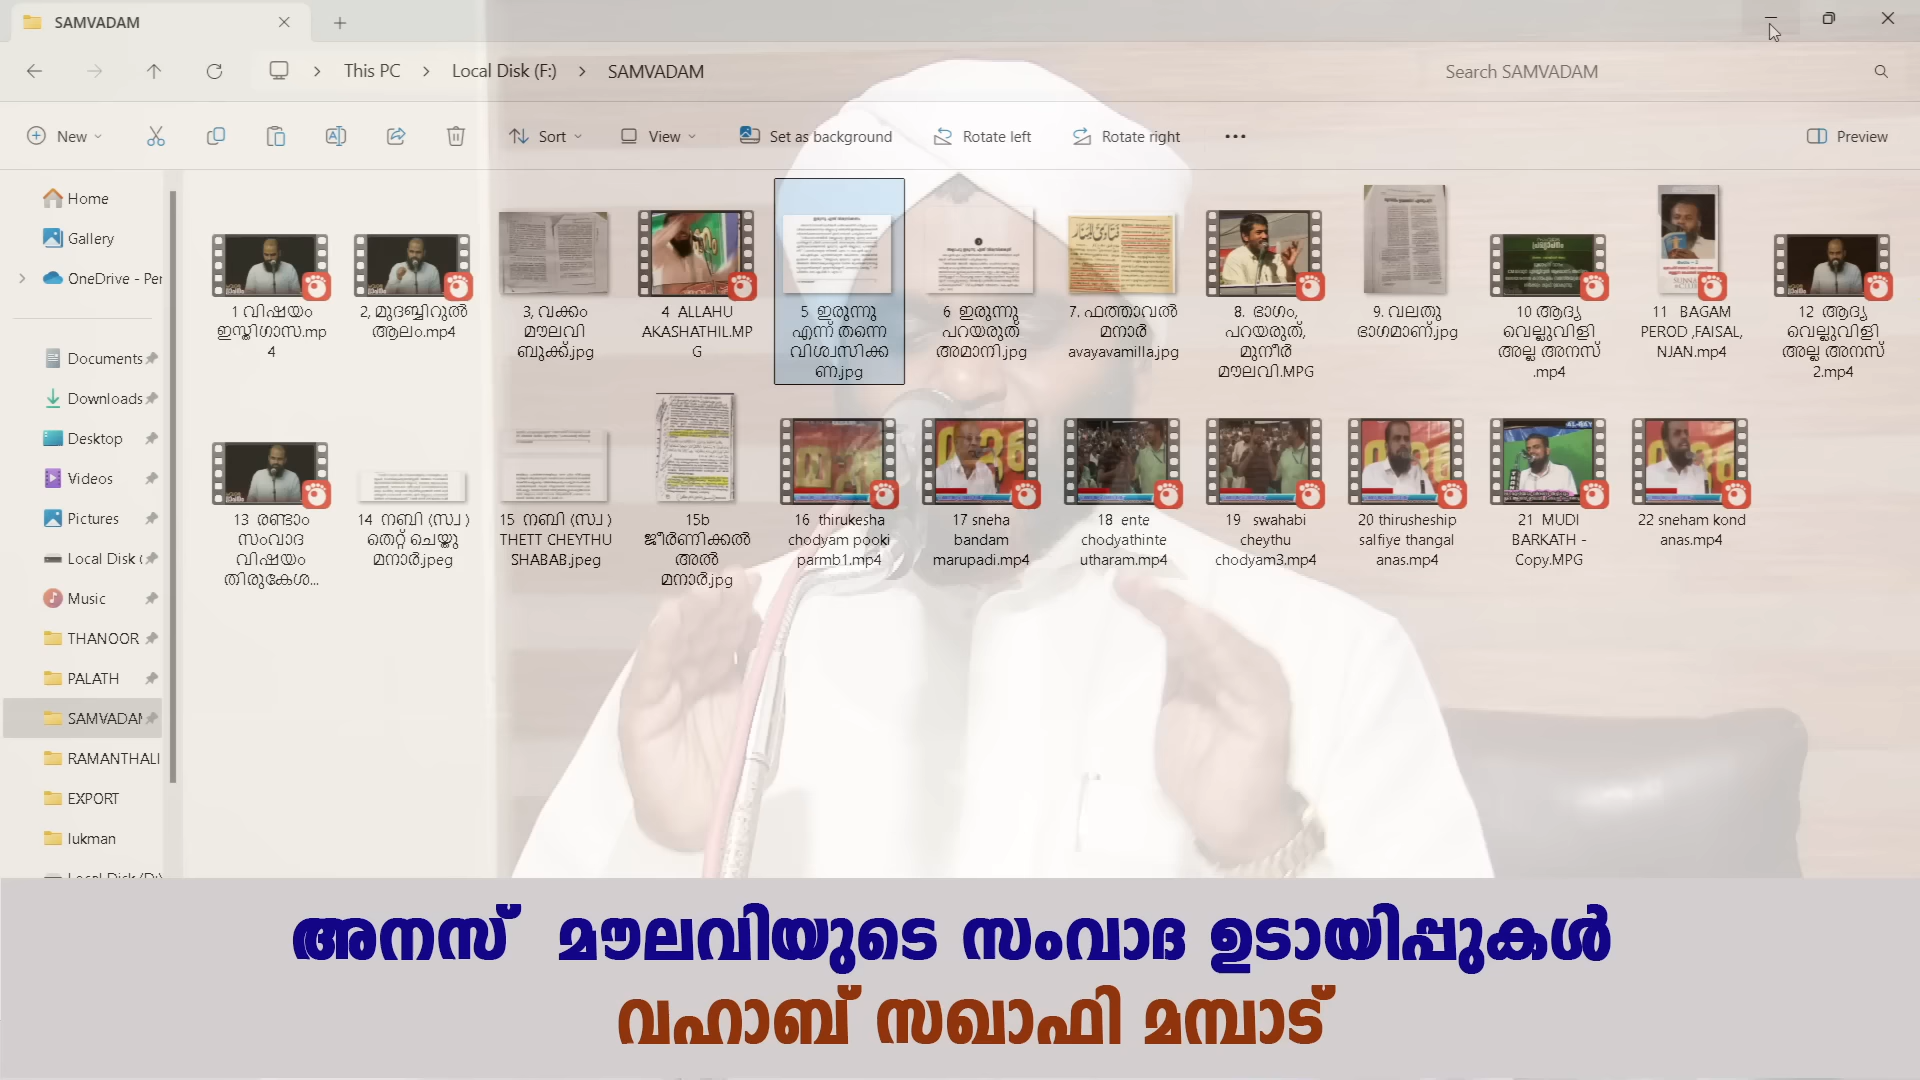 SAMVADAM
This PC > Local Disk (F:) > SAMVADAM
Search SAMVADAM
New
Sort
View
Set as background
Rotate left
Rotate right
Preview
Home
Gallery
OneDrive - Per
Documents
Downloads
Desktop
Videos
Pictures
Local Disk (
Music
THANOOR
PALATH
SAMVADAM
RAMANTHALI
EXPORT
lukman
Local Disk (D:)
1 വിഷയം
ഇസ്തിഗാസ.mp
4
2, മുദബ്ബിറുൽ
ആലം.mp4
3, വക്കം
മൗലവി
ബുക്ക്.jpg
4 ALLAHU
AKASHATHIL.MP
G
5 ഇരുന്നു
എന്ന് തന്നെ
വിശ്വസിക്ക
ണ.jpg
6 ഇരുന്നു
പറയരുത്
അമാനി.jpg
7. ഫത്താവൽ
മനാർ
avayavamilla.jpg
8. ഭാഗം,
പറയരുത്,
മുനീർ
മൗലവി.MPG
9. വലതു
ഭാഗമാണ്.jpg
10 ആദ്യ
വെല്ലുവിളി
അല്ല അനസ്
.mp4
11 BAGAM
PEROD ,FAISAL,
NJAN.mp4
12 ആദ്യ
വെല്ലുവിളി
അല്ല അനസ്
2.mp4
13 രണ്ടാം
സംവാദ
വിഷയം
തിരുകേശ...
14 നബി (സ്വ )
തെറ്റ് ചെയ്തു
മനാർ.jpeg
15 നബി (സ്വ )
THETT CHEYTHU
SHABAB.jpeg
15b
ജീർണിക്കൽ
അൽ
മനാർ.jpg
16 thirukesha
chodyam pooki
parmb1.mp4
17 sneha
bandam
marupadi.mp4
18 ente
chodyathinte
utharam.mp4
19 swahabi
cheythu
chodyam3.mp4
20 thirusheship
salfiye thangal
anas.mp4
21 MUDI
BARKATH -
Copy.MPG
22 sneham kond
anas.mp4
അനസ് മൗലവിയുടെ സംവാദ ഉടായിപ്പുകൾ
വഹാബ് സഖാഫി മമ്പാട്